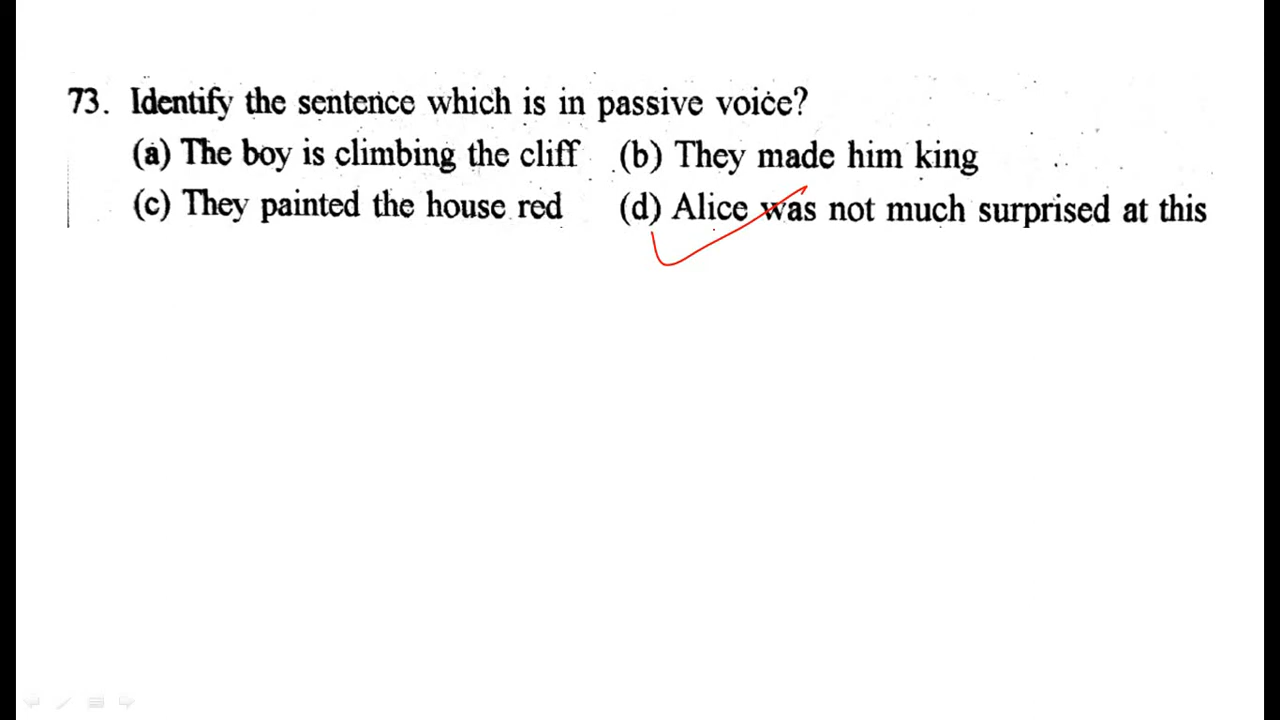 73. Identify the sentence which is in passive voice?
(a) The boy is climbing the cliff (b) They made him king
(c) They painted the house red (d) Alice was not much surprised at this